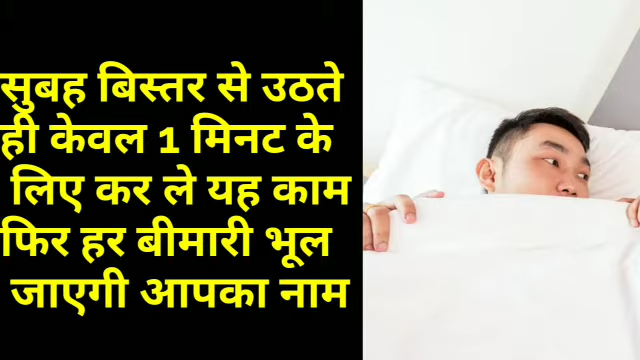 सुबह बिस्तर से उठते
ही केवल 1 मिनट के
लिए कर ले यह काम
फिर हर बीमारी भूल
जाएगी आपका नाम